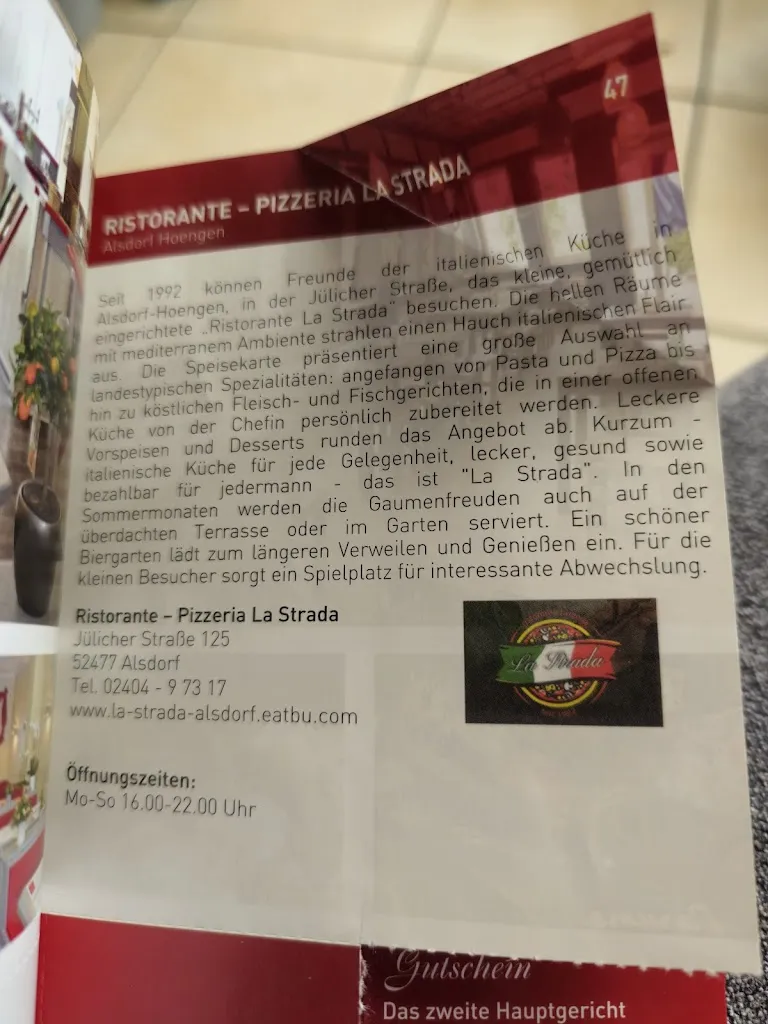 47
RISTORANTE – PIZZERIA LA STRADA
Alsdorf Hoengen
Seit 1992 können Freunde der italienischen Küche in
Alsdorf-Hoengen, in der Jülicher Straße, das kleine, gemütlich
eingerichtete „Ristorante La Strada" besuchen. Die hellen Räume
mit mediterranem Ambiente strahlen einen Hauch italienischen Flair
aus. Die Speisekarte präsentiert eine große Auswahl an
landestypischen Spezialitäten: angefangen von Pasta und Pizza bis
hin zu köstlichen Fleisch- und Fischgerichten, die in einer offenen
Küche von der Chefin persönlich zubereitet werden. Leckere
Vorspeisen und Desserts runden das Angebot ab. Kurzum -
italienische Küche für jede Gelegenheit, lecker, gesund sowie
bezahlbar für jedermann - das ist "La Strada". In den
Sommermonaten werden die Gaumenfreuden auch auf der
überdachten Terrasse oder im Garten serviert. Ein schöner
Biergarten lädt zum längeren Verweilen und Genießen ein. Für die
kleinen Besucher sorgt ein Spielplatz für interessante Abwechslung.
Ristorante – Pizzeria La Strada
Jülicher Straße 125
52477 Alsdorf
Tel. 02404 - 9 73 17
www.la-strada-alsdorf.eatbu.com
La Strada
Öffnungszeiten:
Mo-So 16.00-22.00 Uhr
Gutschein
Das zweite Hauptgericht